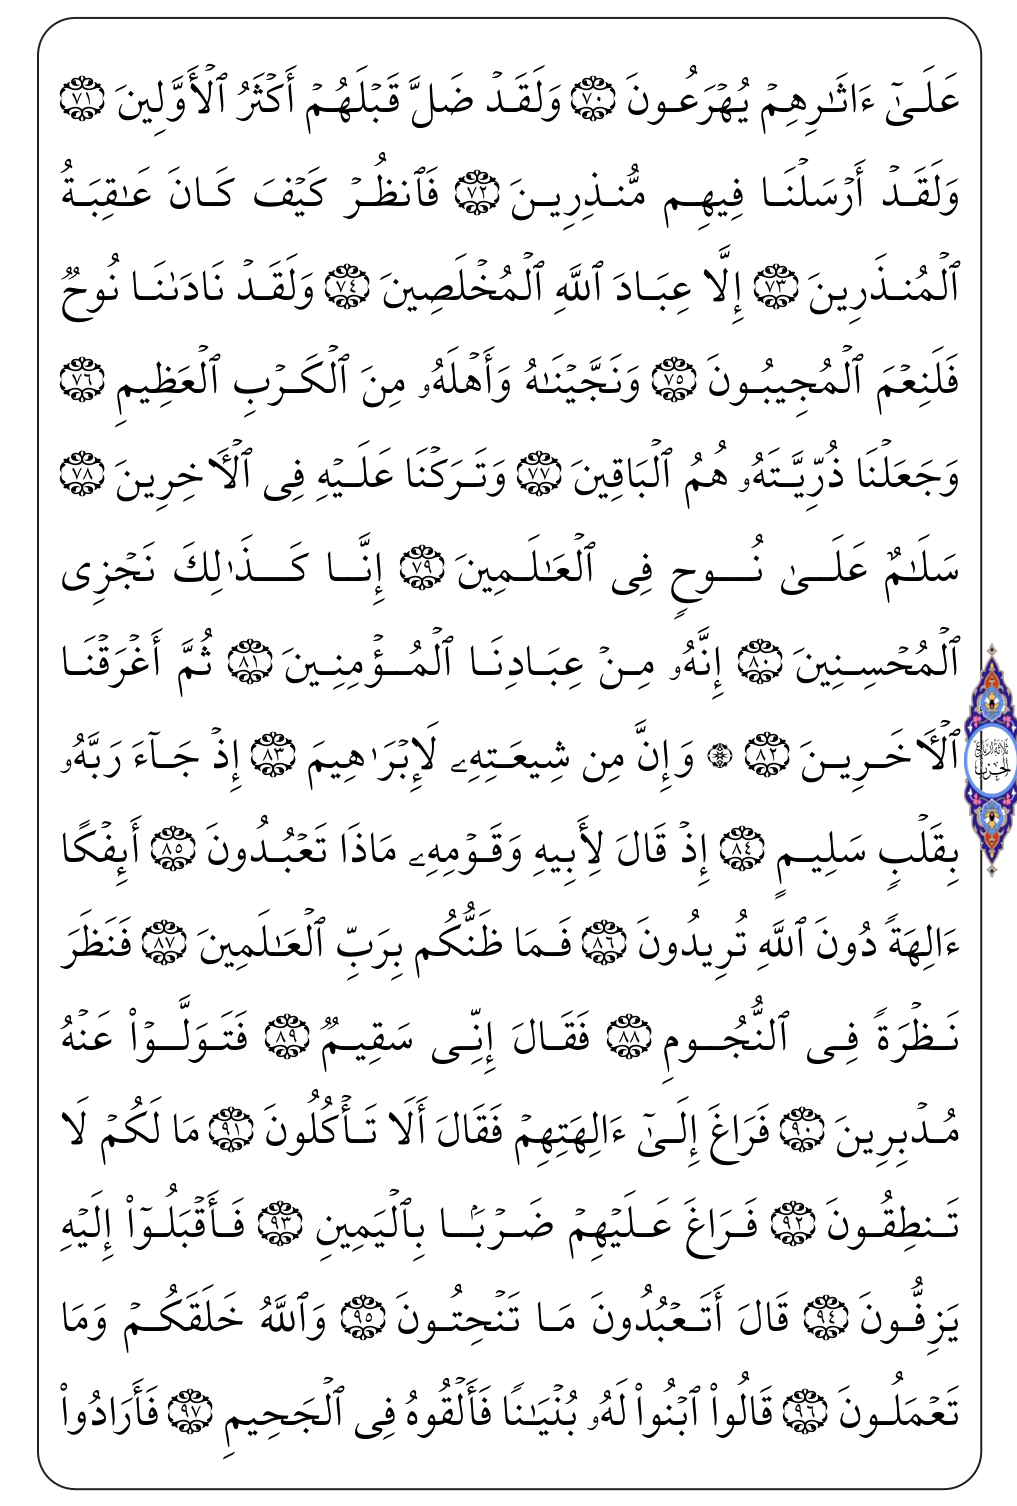 عَلَىٰٓ ءَاثَٰرِهِمۡ يُهۡرَعُونَ ٧٠ وَلَقَدۡ ضَلَّ قَبۡلَهُمۡ أَكۡثَرُ ٱلۡأَوَّلِينَ ٧١
وَلَقَدۡ أَرۡسَلۡنَا فِيهِم مُّنذِرِينَ ٧٢ فَٱنظُرۡ كَيۡفَ كَانَ عَٰقِبَةُ
ٱلۡمُنذَرِينَ ٧٣ إِلَّا عِبَادَ ٱللَّهِ ٱلۡمُخۡلَصِينَ ٧٤ وَلَقَدۡ نَادَىٰنَا نُوحٞ
فَلَنِعۡمَ ٱلۡمُجِيبُونَ ٧٥ وَنَجَّيۡنَٰهُ وَأَهۡلَهُۥ مِنَ ٱلۡكَرۡبِ ٱلۡعَظِيمِ ٧٦
وَجَعَلۡنَا ذُرِّيَّتَهُۥ هُمُ ٱلۡبَاقِينَ ٧٧ وَتَرَكۡنَا عَلَيۡهِ فِي ٱلۡأٓخِرِينَ ٧٨
سَلَٰمٌ عَلَىٰ نُوحٖ فِي ٱلۡعَٰلَمِينَ ٧٩ إِنَّا كَذَٰلِكَ نَجۡزِي
ٱلۡمُحۡسِنِينَ ٨٠ إِنَّهُۥ مِنۡ عِبَادِنَا ٱلۡمُؤۡمِنِينَ ٨١ ثُمَّ أَغۡرَقۡنَا
ٱلۡأٓخَرِينَ ٨٢ ۞ وَإِنَّ مِن شِيعَتِهِۦ لَإِبۡرَٰهِيمَ ٨٣ إِذۡ جَآءَ رَبَّهُۥ
ثلاثة أرباع الحزب
بِقَلۡبٖ سَلِيمٍ ٨٤ إِذۡ قَالَ لِأَبِيهِ وَقَوۡمِهِۦ مَاذَا تَعۡبُدُونَ ٨٥ أَئِفۡكًا
ءَالِهَةٗ دُونَ ٱللَّهِ تُرِيدُونَ ٨٦ فَمَا ظَنُّكُم بِرَبِّ ٱلۡعَٰلَمِينَ ٨٧ فَنَظَرَ
نَظۡرَةٗ فِي ٱلنُّجُومِ ٨٨ فَقَالَ إِنِّي سَقِيمٞ ٨٩ فَتَوَلَّوۡاْ عَنۡهُ
مُدۡبِرِينَ ٩٠ فَرَاغَ إِلَىٰٓ ءَالِهَتِهِمۡ فَقَالَ أَلَا تَأۡكُلُونَ ٩١ مَا لَكُمۡ لَا
تَنطِقُونَ ٩٢ فَرَاغَ عَلَيۡهِمۡ ضَرۡبَۢا بِٱلۡيَمِينِ ٩٣ فَأَقۡبَلُوٓاْ إِلَيۡهِ
يَزِفُّونَ ٩٤ قَالَ أَتَعۡبُدُونَ مَا تَنۡحِتُونَ ٩٥ وَٱللَّهُ خَلَقَكُمۡ وَمَا
تَعۡمَلُونَ ٩٦ قَالُواْ ٱبۡنُواْ لَهُۥ بُنۡيَٰنٗا فَأَلۡقُوهُ فِي ٱلۡجَحِيمِ ٩٧ فَأَرَادُواْ